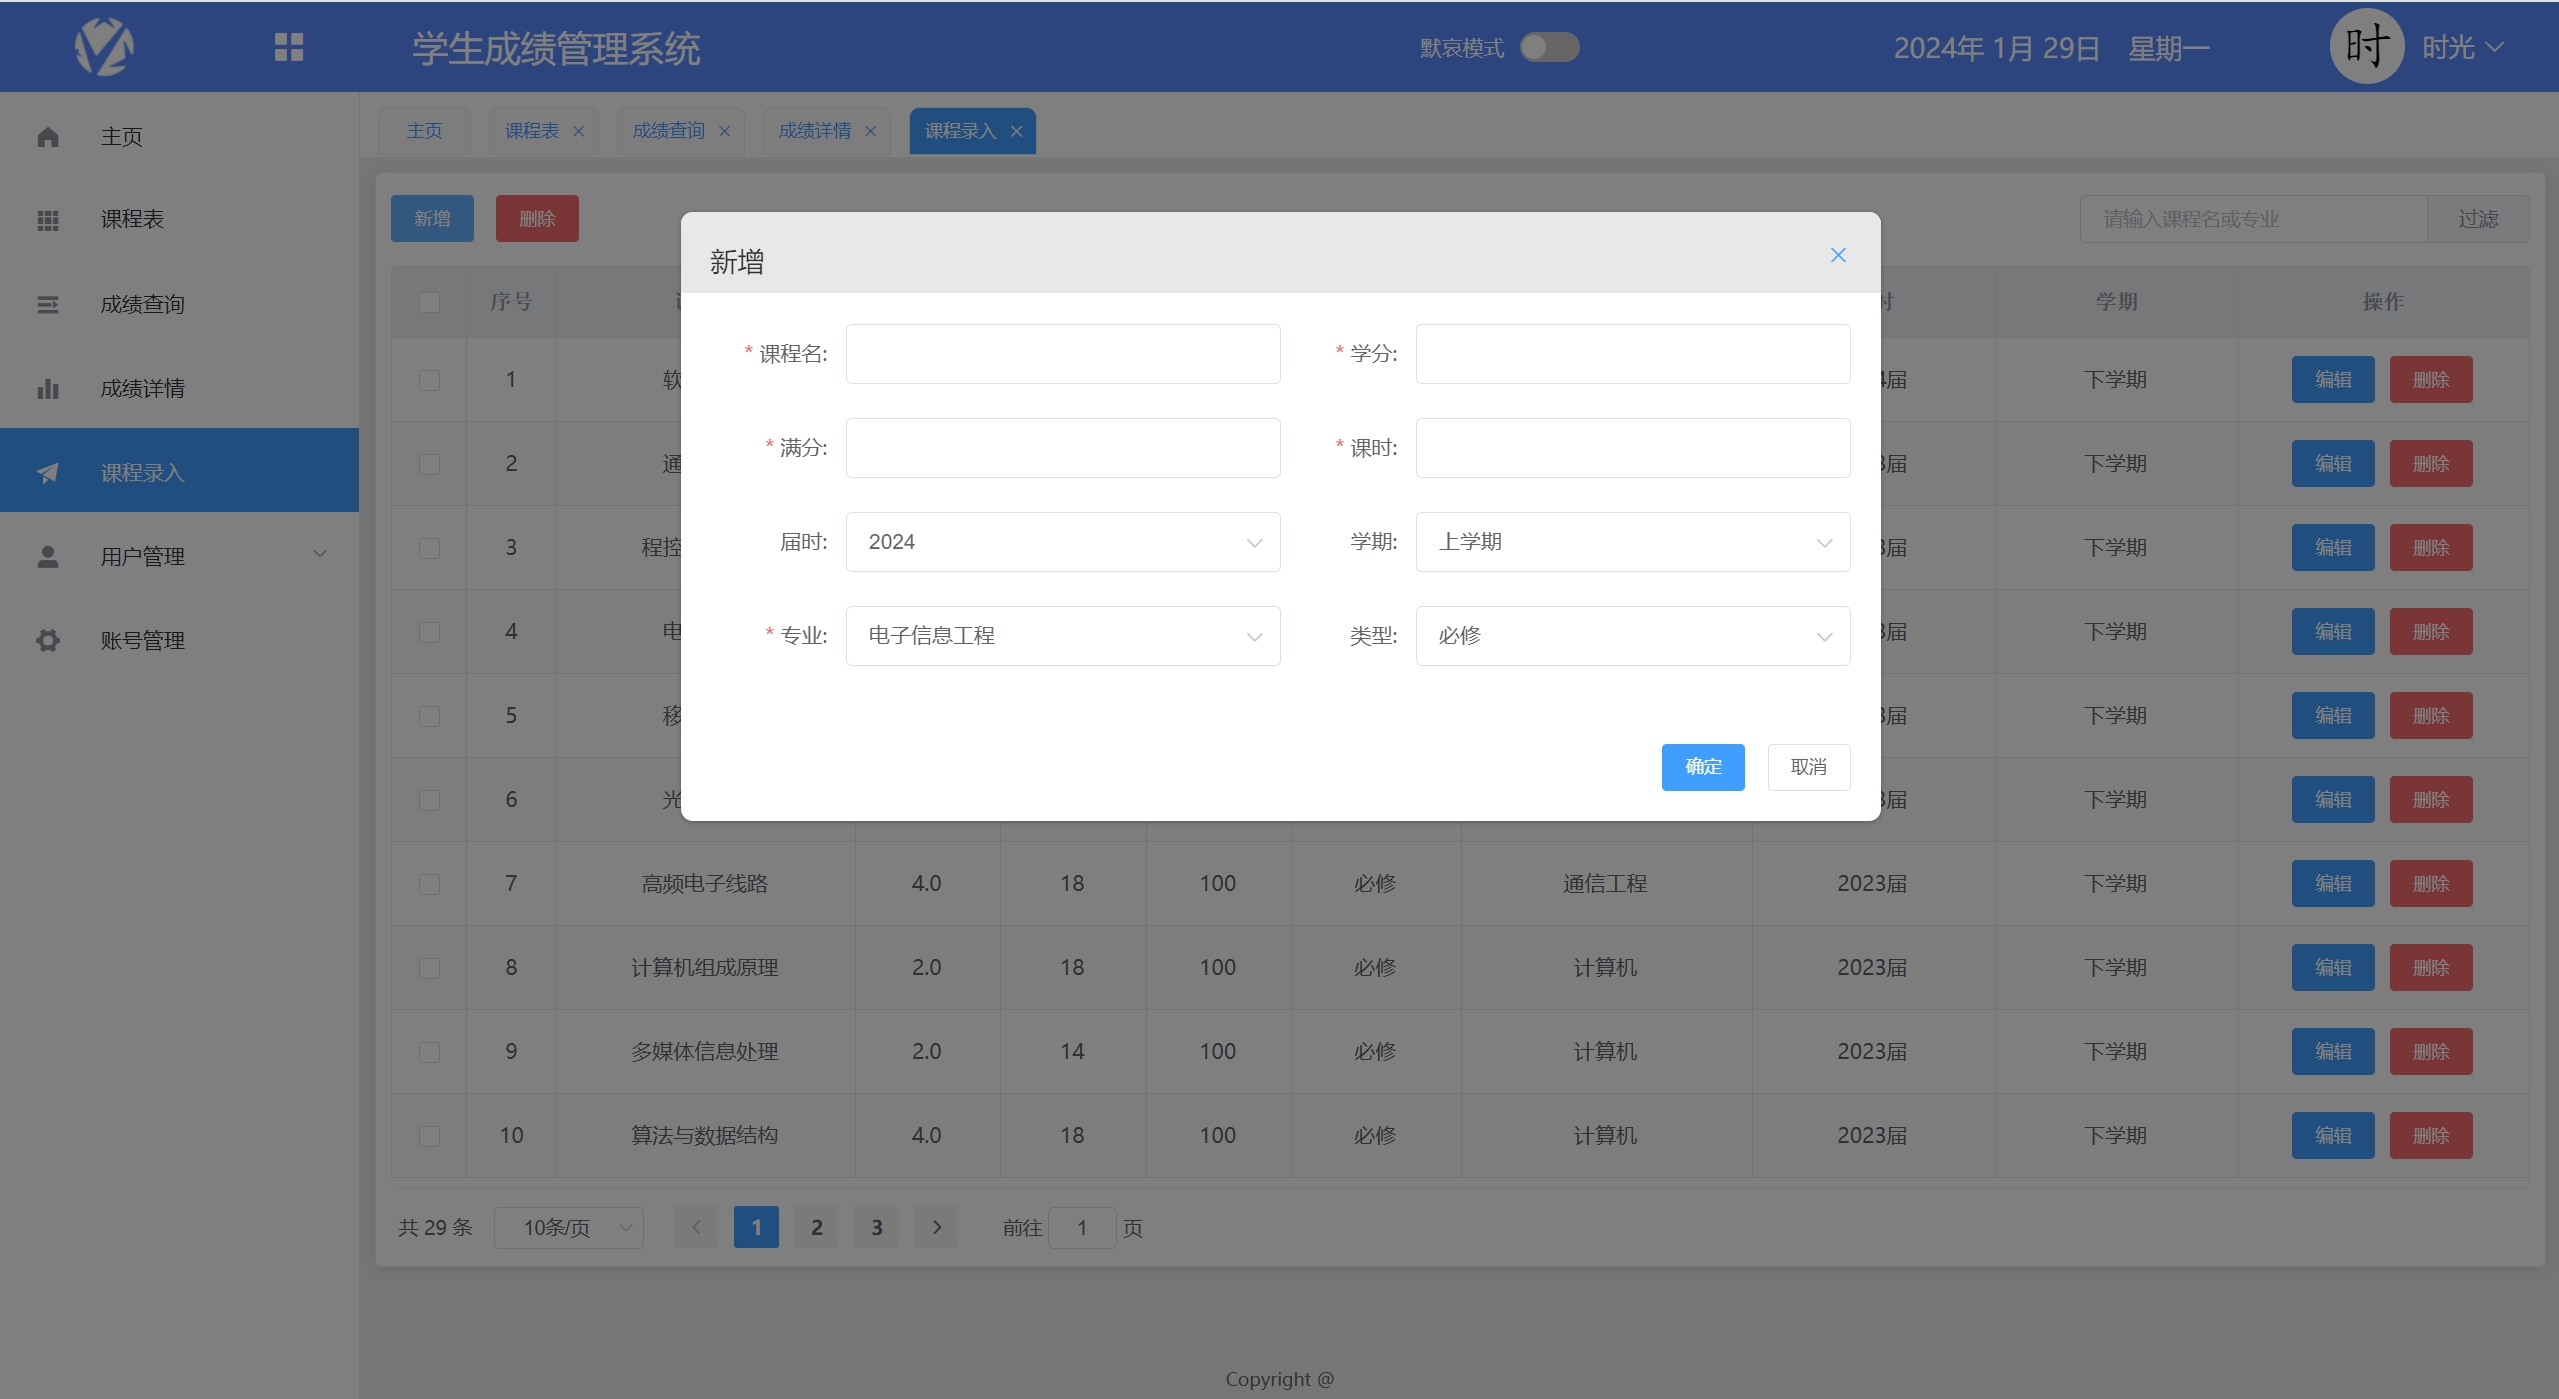 学生成绩管理系统
默哀模式
2024年 1月 29日 星期一
时
时光
主页
课程表
成绩查询
成绩详情
课程录入
用户管理
账号管理
主页 课程表 成绩查询 成绩详情 课程录入
新增 删除
请输入课程名或专业 过滤
新增
* 课程名:
* 学分:
* 满分:
* 课时:
届时: 2024
学期: 上学期
* 专业: 电子信息工程
类型: 必修
确定 取消
序号 学期 操作
1 软 届 下学期 编辑 删除
2 通 届 下学期 编辑 删除
3 程控 届 下学期 编辑 删除
4 电 届 下学期 编辑 删除
5 移 届 下学期 编辑 删除
6 光 届 下学期 编辑 删除
7 高频电子线路 4.0 18 100 必修 通信工程 2023届 下学期 编辑 删除
8 计算机组成原理 2.0 18 100 必修 计算机 2023届 下学期 编辑 删除
9 多媒体信息处理 2.0 14 100 必修 计算机 2023届 下学期 编辑 删除
10 算法与数据结构 4.0 18 100 必修 计算机 2023届 下学期 编辑 删除
共 29 条 10条/页 1 2 3 前往 1 页
Copyright @